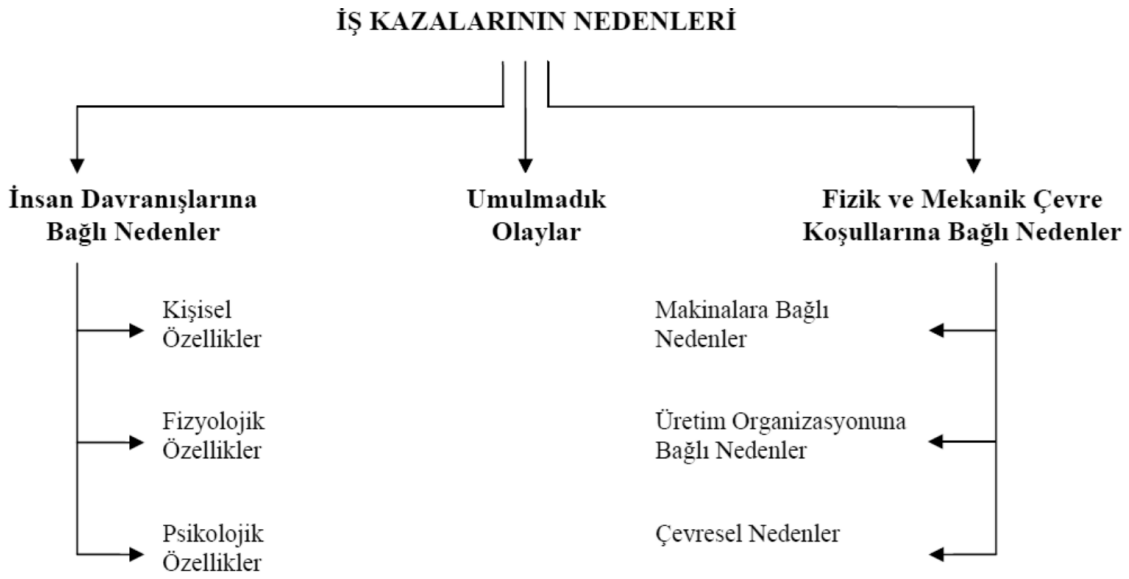 İŞ KAZALARININ NEDENLERİ
İnsan Davranışlarına
Bağlı Nedenler
Umulmadık
Olaylar
Fizik ve Mekanik Çevre
Koşullarına Bağlı Nedenler
Kişisel
Özellikler
Fizyolojik
Özellikler
Psikolojik
Özellikler
Makinalara Bağlı
Nedenler
Üretim Organizasyonuna
Bağlı Nedenler
Çevresel Nedenler